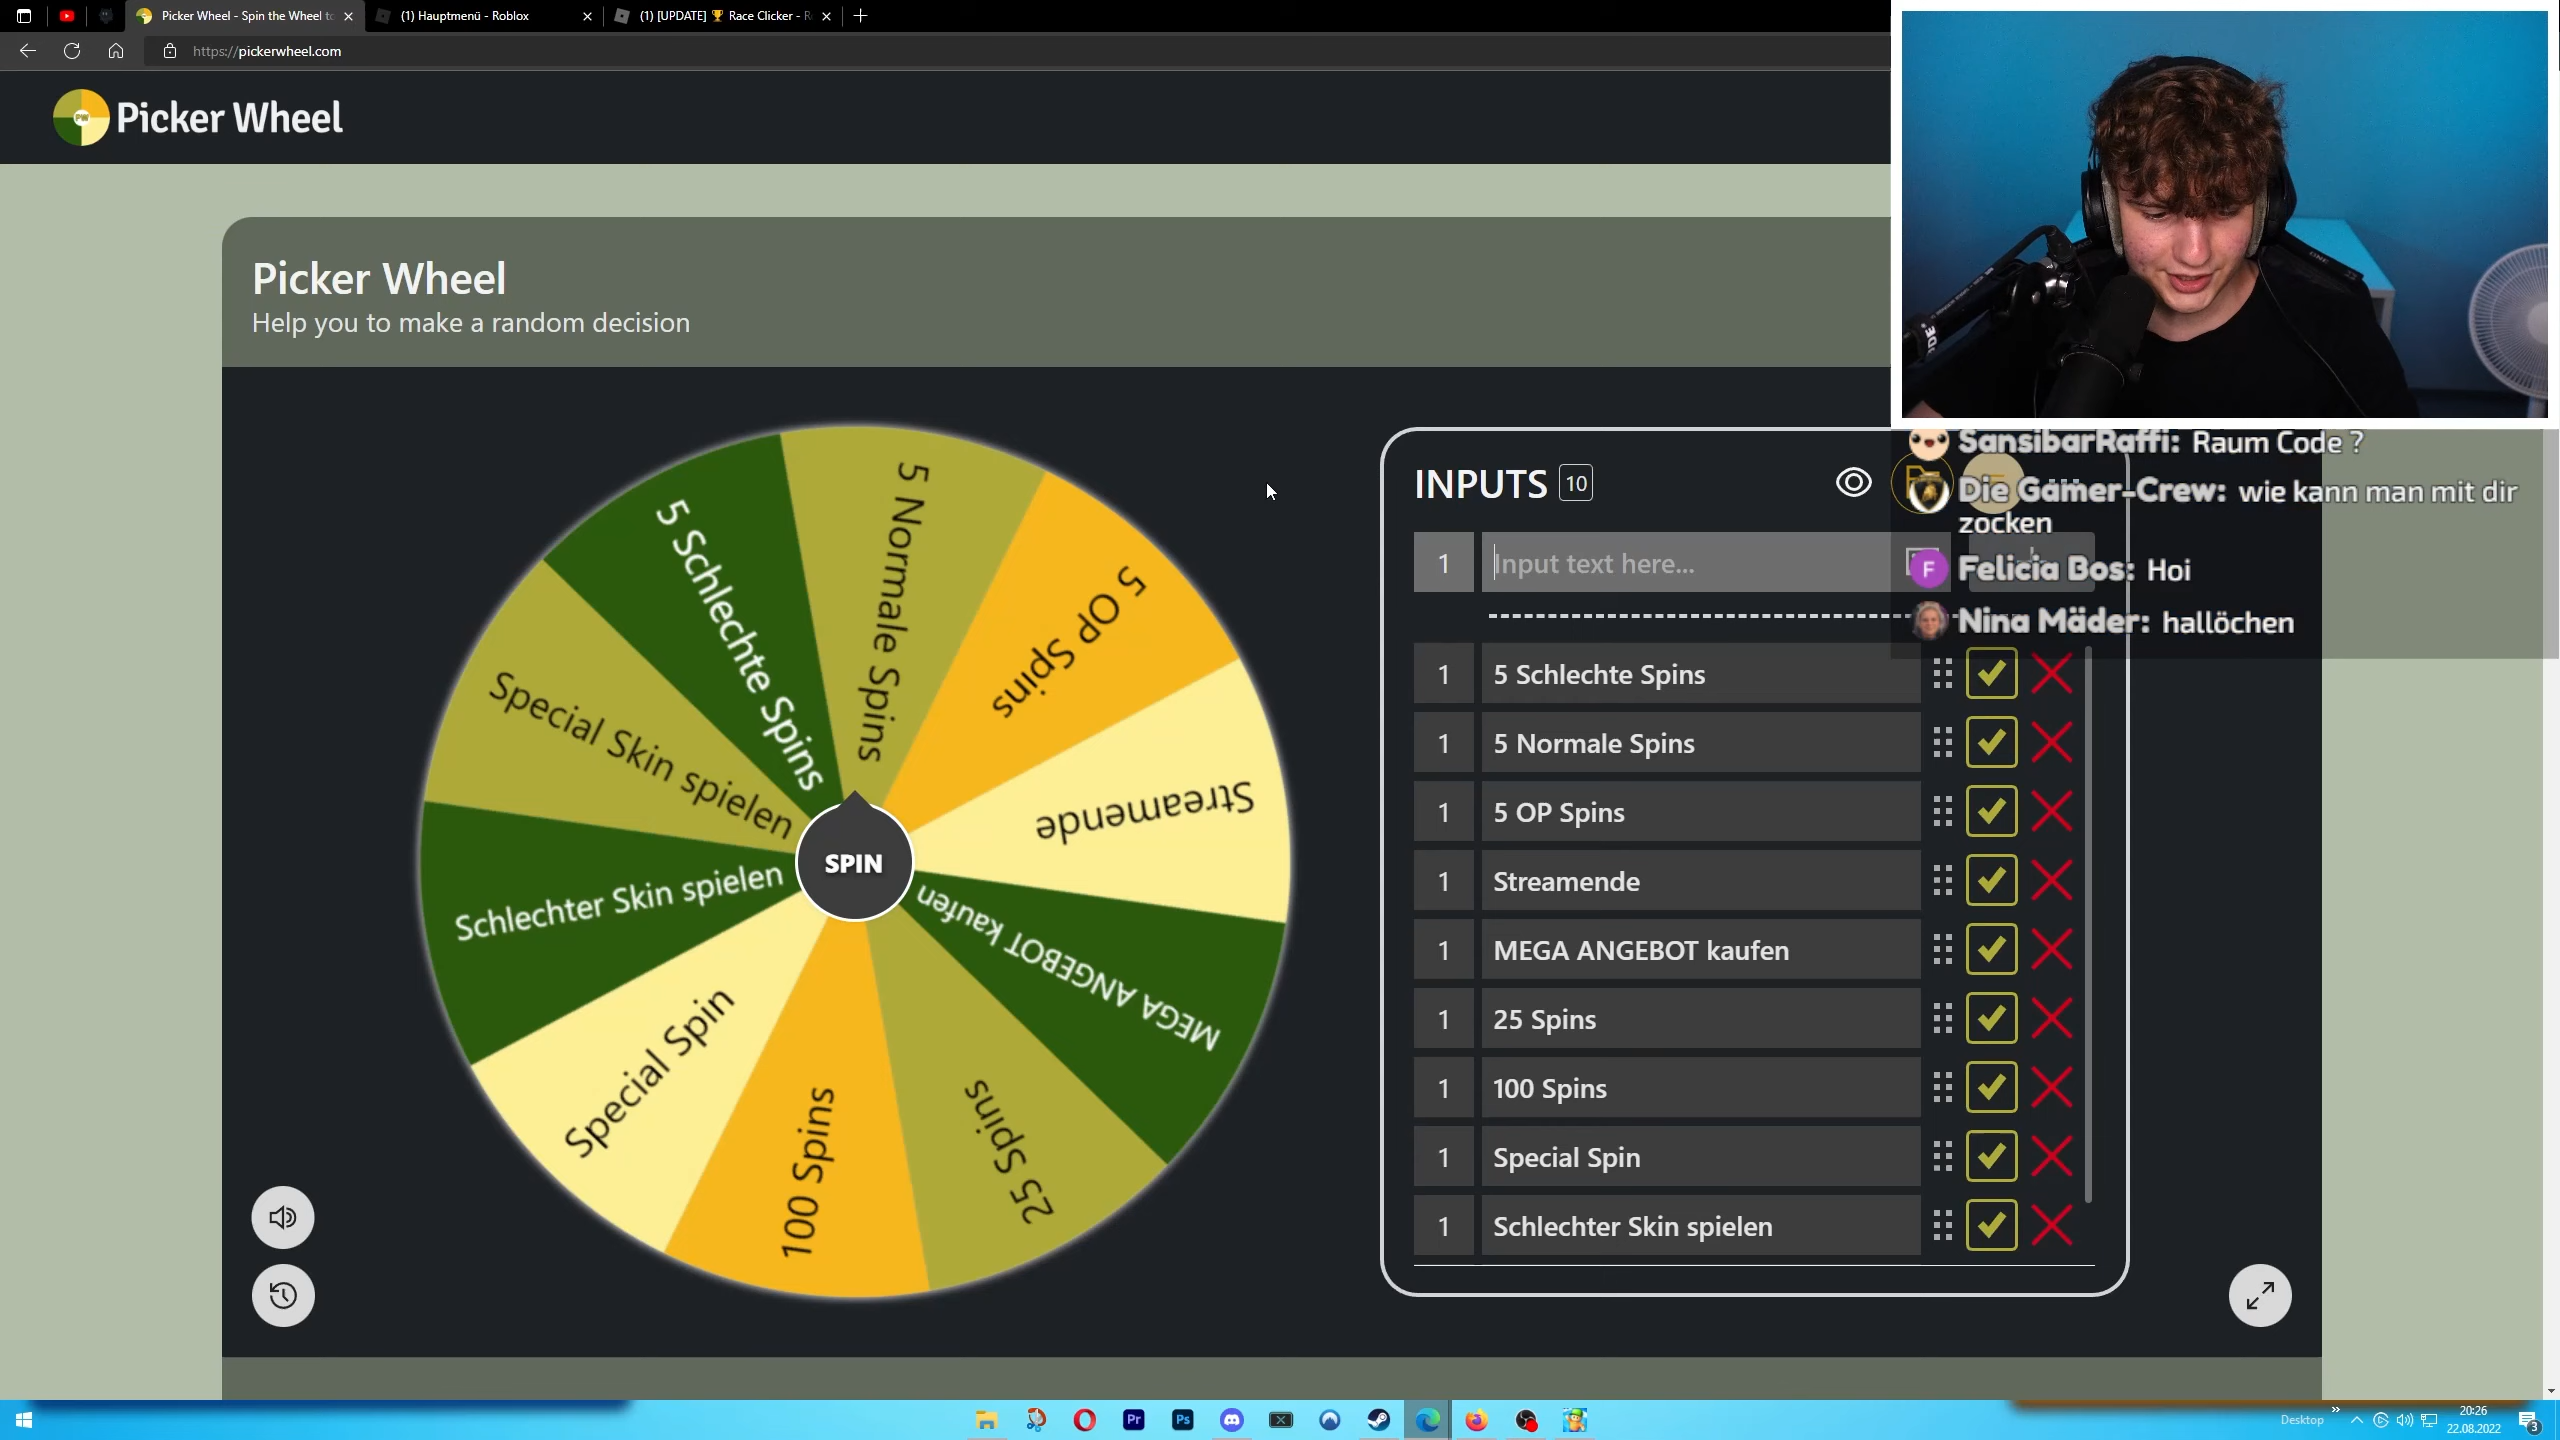 Picker Wheel - Spin the Wheel to
(1) Hauptmenü - Roblox
(1) [UPDATE] 🏆 Race Clicker - R
https://pickerwheel.com
PW
Picker Wheel
Picker Wheel
Help you to make a random decision
5 Schlechte Spins
5 Normale Spins
5 OP Spins
Streamende
MEGA ANGEBOT kaufen
25 Spins
100 Spins
Special Spin
Schlechter Skin spielen
Special Skin spielen
SPIN
INPUTS 10
1 Input text here...
1 5 Schlechte Spins
1 5 Normale Spins
1 5 OP Spins
1 Streamende
1 MEGA ANGEBOT kaufen
1 25 Spins
1 100 Spins
1 Special Spin
1 Schlechter Skin spielen
SansibarRaffi: Raum Code ?
Die Gamer-Crew: wie kann man mit dir
zocken
F Felicia Bos: Hoi
Nina Mäder: hallöchen
Pr
Ps
Desktop
20:26
22.08.2022
3